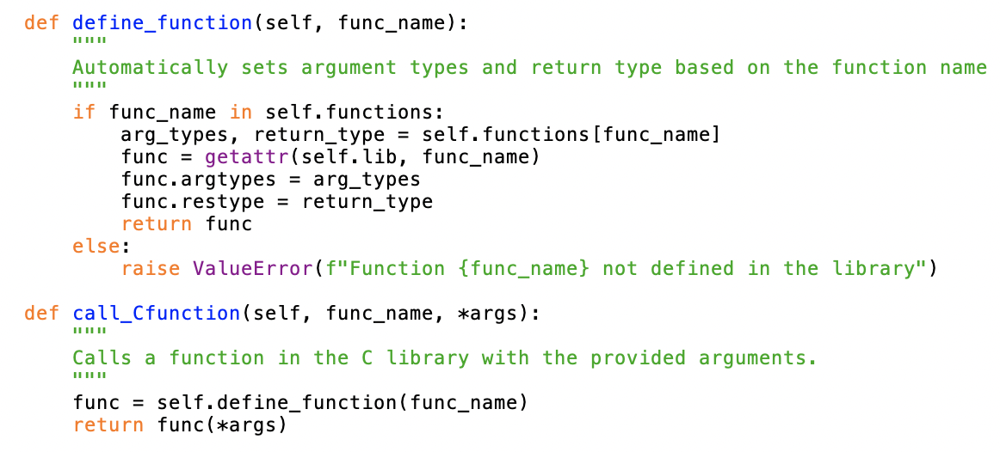 def define_function(self, func_name):
    """
    Automatically sets argument types and return type based on the function name
    """
    if func_name in self.functions:
        arg_types, return_type = self.functions[func_name]
        func = getattr(self.lib, func_name)
        func.argtypes = arg_types
        func.restype = return_type
        return func
    else:
        raise ValueError(f"Function {func_name} not defined in the library")

def call_Cfunction(self, func_name, *args):
    """
    Calls a function in the C library with the provided arguments.
    """
    func = self.define_function(func_name)
    return func(*args)